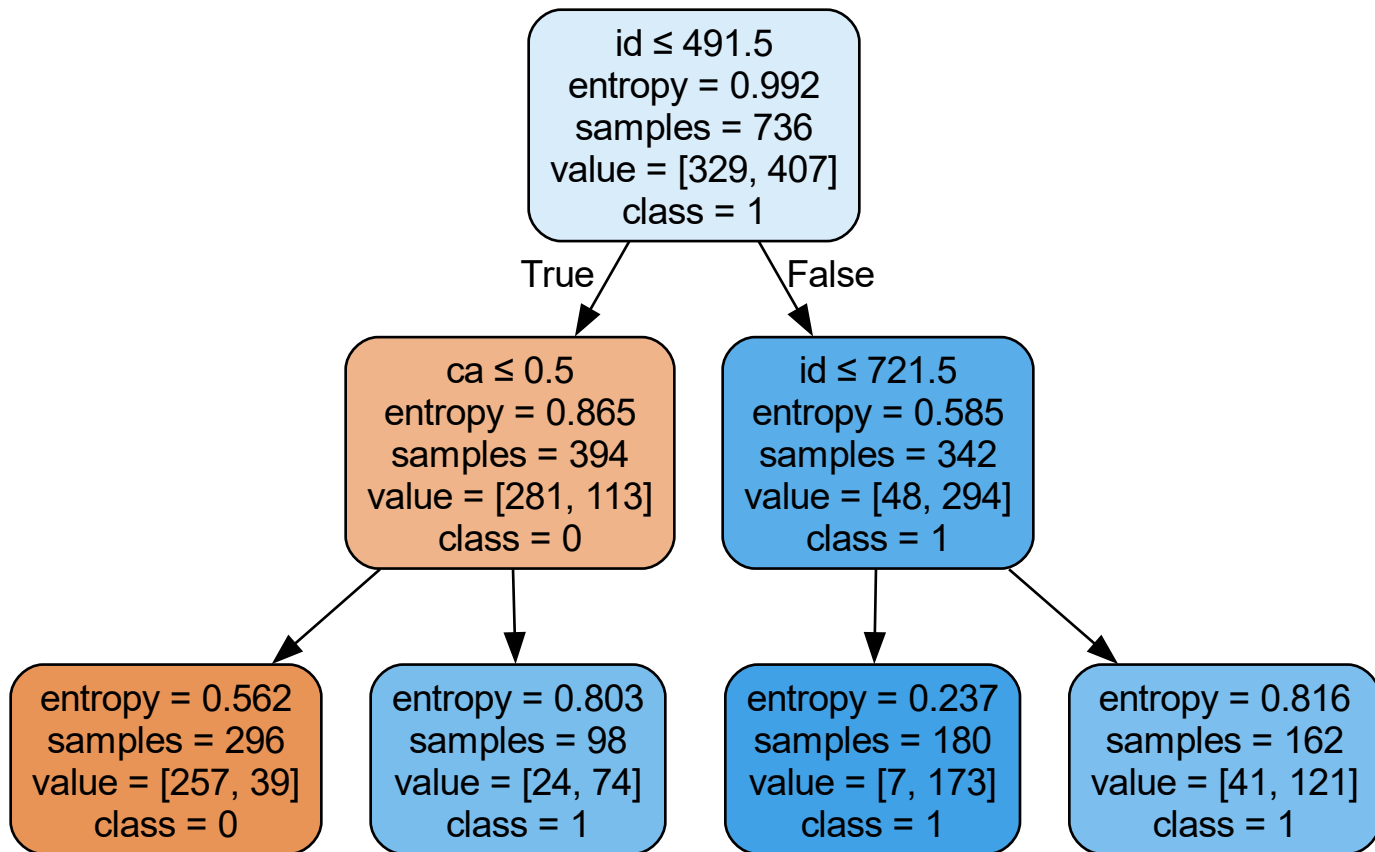 id ≤ 491.5
entropy = 0.992
samples = 736
value = [329, 407]
class = 1
True
False
ca ≤ 0.5
entropy = 0.865
samples = 394
value = [281, 113]
class = 0
id ≤ 721.5
entropy = 0.585
samples = 342
value = [48, 294]
class = 1
entropy = 0.562
samples = 296
value = [257, 39]
class = 0
entropy = 0.803
samples = 98
value = [24, 74]
class = 1
entropy = 0.237
samples = 180
value = [7, 173]
class = 1
entropy = 0.816
samples = 162
value = [41, 121]
class = 1